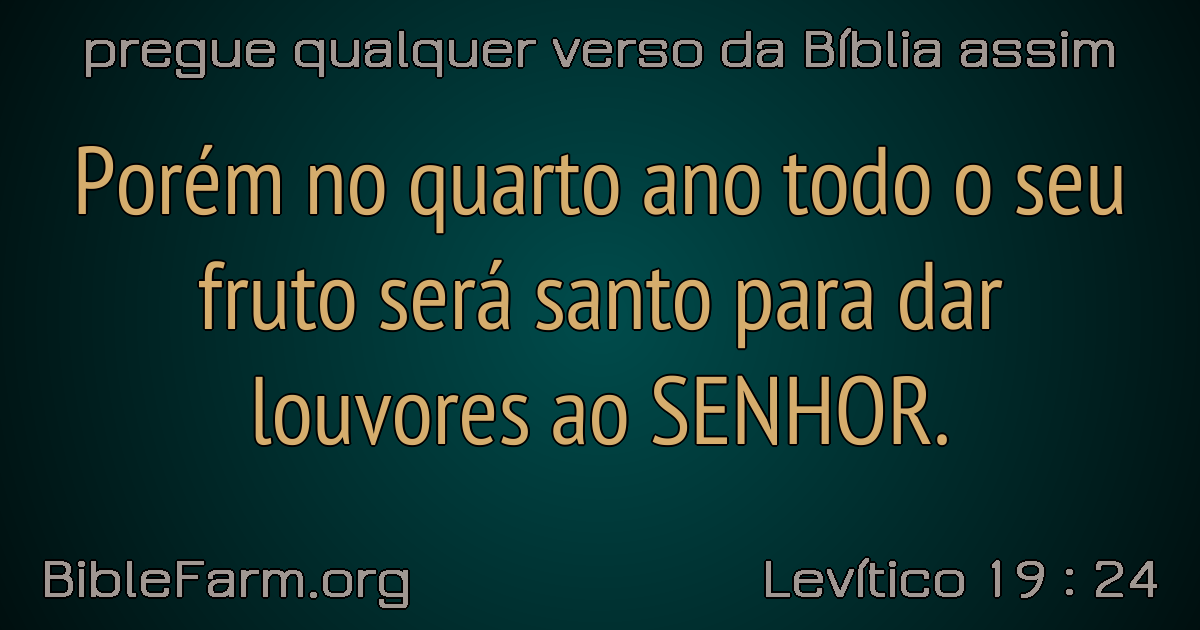 pregue qualquer verso da Bíblia assim
Porém no quarto ano todo o seu
fruto será santo para dar
louvores ao SENHOR.
BibleFarm.org
Levítico 19 : 24